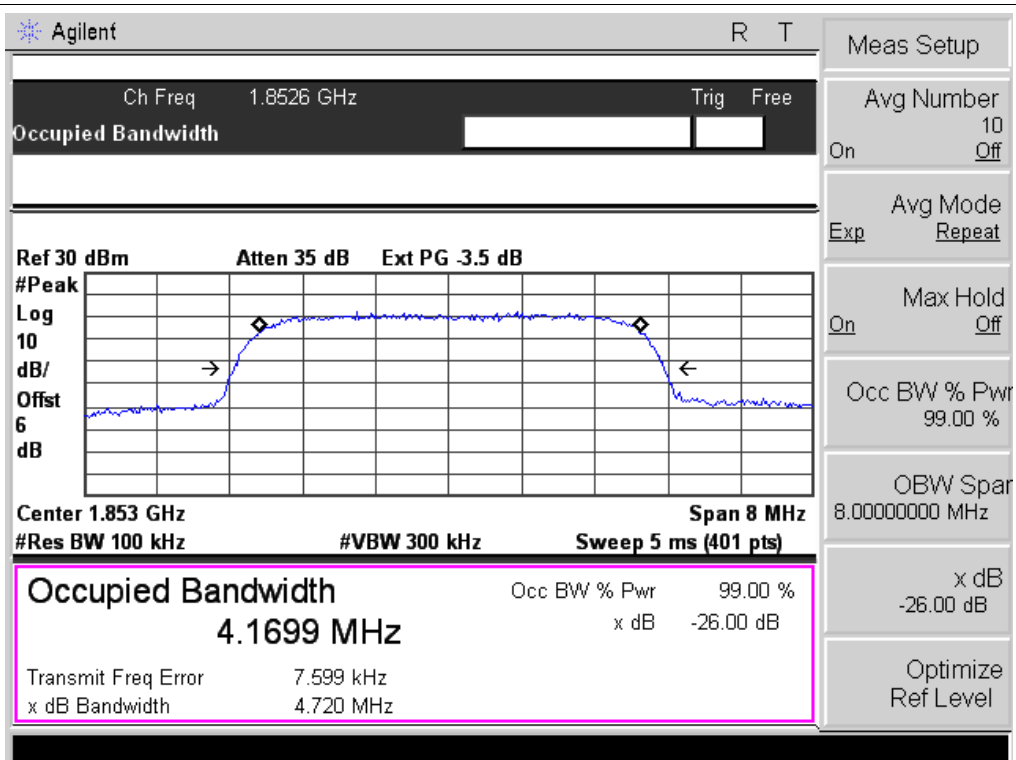 Agilent R T
Meas Setup
Ch Freq 1.8526 GHz Trig Free
Occupied Bandwidth
Avg Number
10
On Off
Avg Mode
Exp Repeat
Max Hold
On Off
Occ BW % Pwr
99.00 %
OBW Span
8.00000000 MHz
x dB
-26.00 dB
Optimize
Ref Level
Ref 30 dBm Atten 35 dB Ext PG -3.5 dB
#Peak
Log
10
dB/
Offst
6
dB
Center 1.853 GHz Span 8 MHz
#Res BW 100 kHz #VBW 300 kHz Sweep 5 ms (401 pts)
Occupied Bandwidth Occ BW % Pwr 99.00 %
4.1699 MHz x dB -26.00 dB
Transmit Freq Error 7.599 kHz
x dB Bandwidth 4.720 MHz